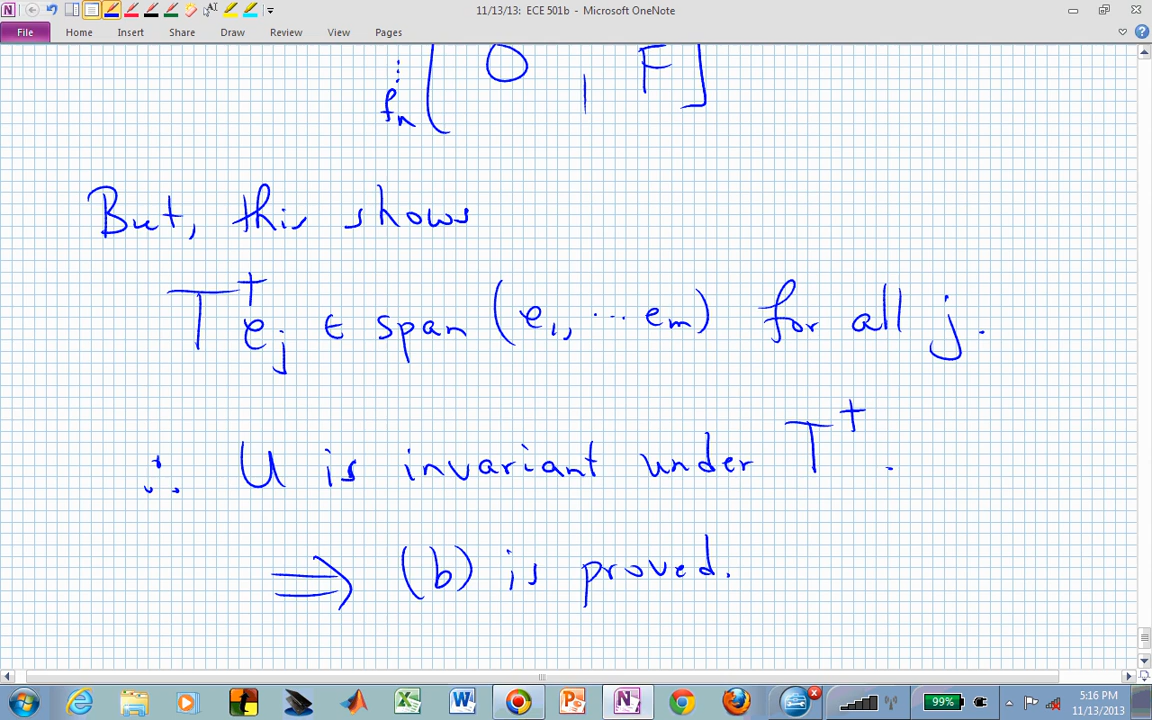 11/13/13: ECE 501b - Microsoft OneNote
File Home Insert Share Draw Review View Pages
⋮ [ O , F ]
fn
But, this shows
T† ej ∈ span (e1, ... em) for all j.
∴ U is invariant under T†.
⇒ (b) is proved.
99%
5:16 PM
11/13/2013